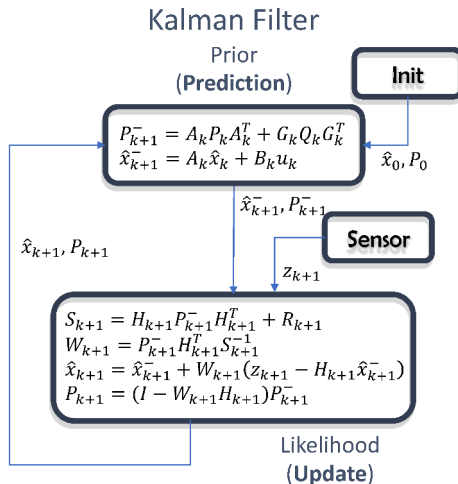 Kalman Filter
Prior
(Prediction)
Init
P⁻ₖ₊₁ = AₖPₖAₖᵀ + GₖQₖGₖᵀ
x̂⁻ₖ₊₁ = Aₖx̂ₖ + Bₖuₖ
x̂₀, P₀
x̂⁻ₖ₊₁, P⁻ₖ₊₁
x̂ₖ₊₁, Pₖ₊₁
Sensor
zₖ₊₁
Sₖ₊₁ = Hₖ₊₁P⁻ₖ₊₁Hᵀₖ₊₁ + Rₖ₊₁
Wₖ₊₁ = P⁻ₖ₊₁Hᵀₖ₊₁S⁻¹ₖ₊₁
x̂ₖ₊₁ = x̂⁻ₖ₊₁ + Wₖ₊₁(zₖ₊₁ − Hₖ₊₁x̂⁻ₖ₊₁)
Pₖ₊₁ = (I − Wₖ₊₁Hₖ₊₁)P⁻ₖ₊₁
Likelihood
(Update)